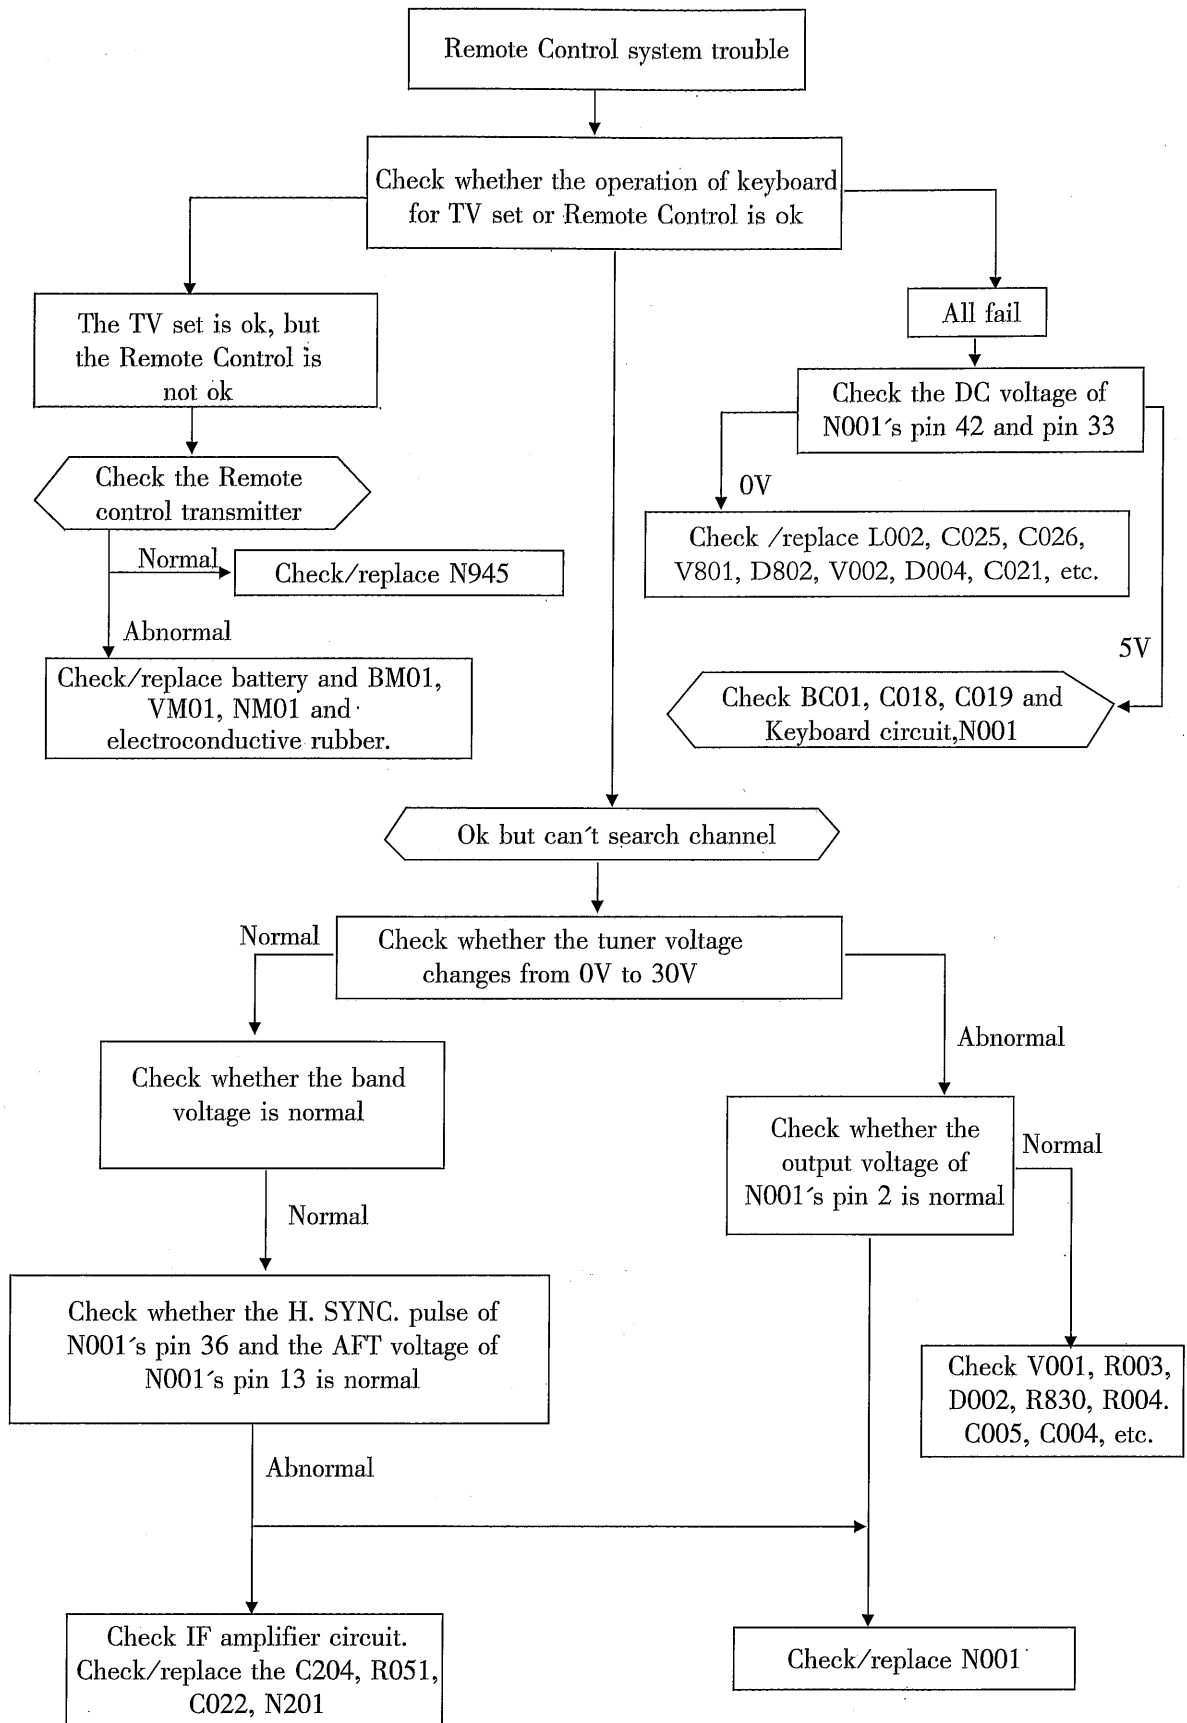 Remote Control system trouble
Check whether the operation of keyboard
for TV set or Remote Control is ok
The TV set is ok, but
the Remote Control is
not ok
All fail
Check the DC voltage of
N001´s pin 42 and pin 33
Check the Remote
control transmitter
0V
Check /replace L002, C025, C026,
V801, D802, V002, D004, C021, etc.
Normal
Check/replace N945
Abnormal
5V
Check/replace battery and BM01,
VM01, NM01 and
electroconductive rubber.
Check BC01, C018, C019 and
Keyboard circuit,N001
Ok but can´t search channel
Normal
Check whether the tuner voltage
changes from 0V to 30V
Abnormal
Check whether the band
voltage is normal
Check whether the
output voltage of
N001´s pin 2 is normal
Normal
Normal
Check whether the H. SYNC. pulse of
N001´s pin 36 and the AFT voltage of
N001´s pin 13 is normal
Check V001, R003,
D002, R830, R004.
C005, C004, etc.
Abnormal
Check IF amplifier circuit.
Check/replace the C204, R051,
C022, N201
Check/replace N001